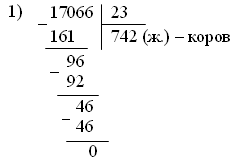 1) 17066 | 23
− 161 742 (ж.) – коров
96
− 92
46
− 46
0